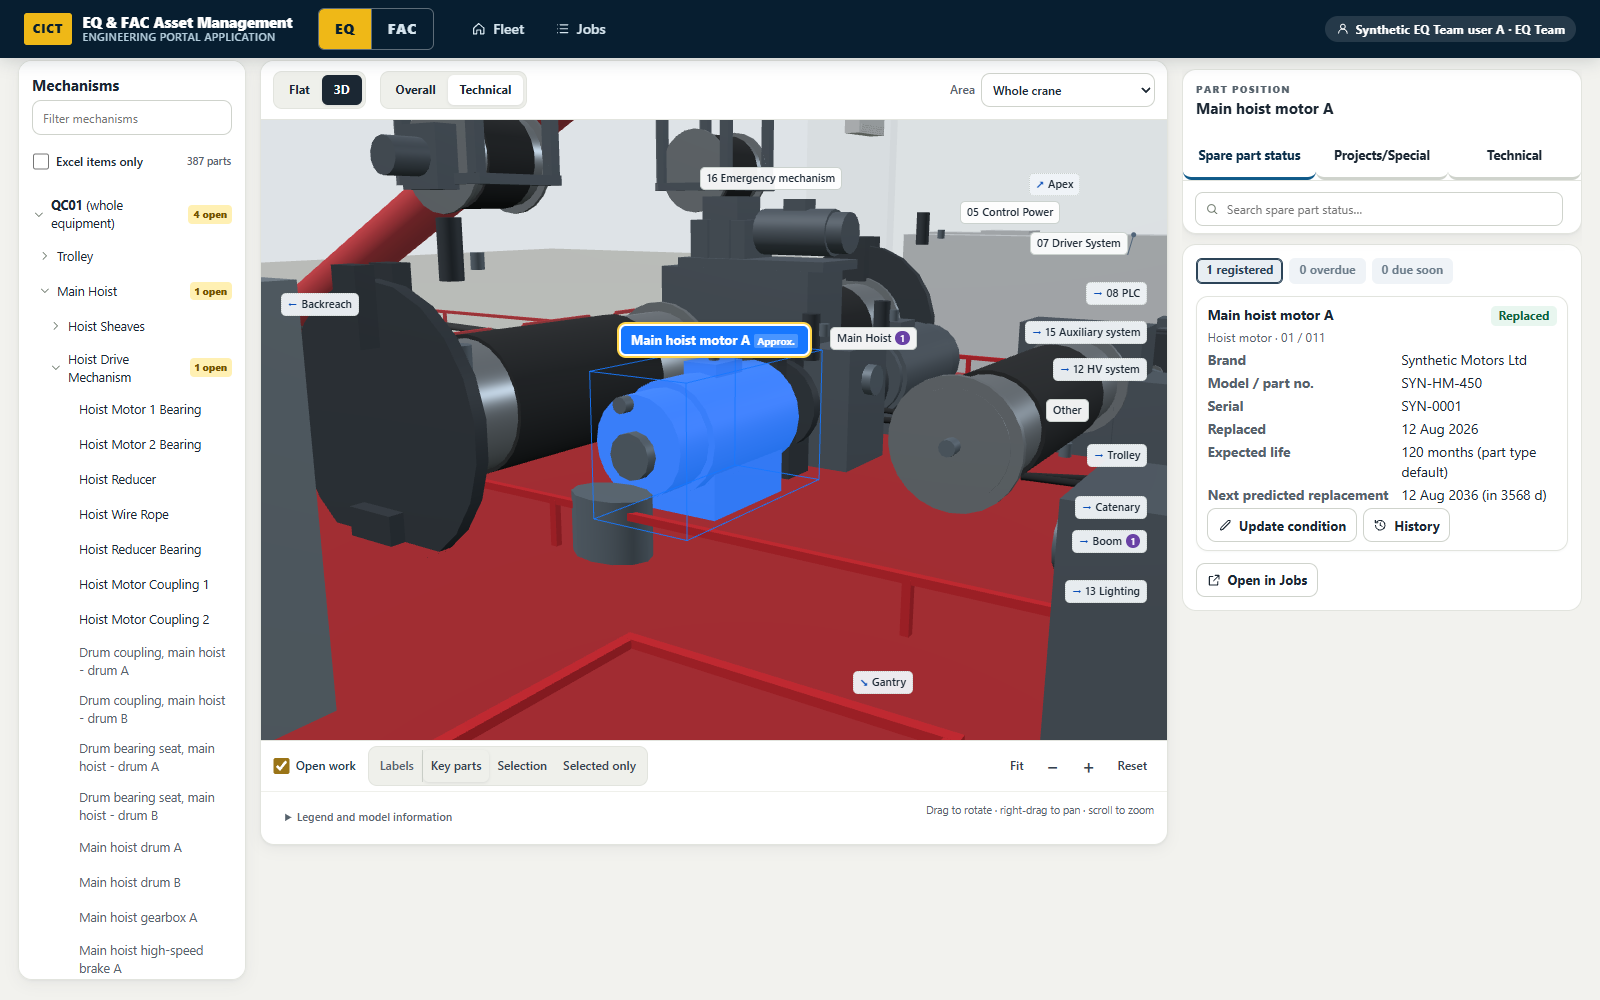 CICT
EQ & FAC Asset Management
ENGINEERING PORTAL APPLICATION
EQ
FAC
Fleet
Jobs
Synthetic EQ Team user A · EQ Team
Mechanisms
Filter mechanisms
Excel items only
387 parts
QC01 (whole equipment)
4 open
Trolley
Main Hoist
1 open
Hoist Sheaves
Hoist Drive Mechanism
1 open
Hoist Motor 1 Bearing
Hoist Motor 2 Bearing
Hoist Reducer
Hoist Wire Rope
Hoist Reducer Bearing
Hoist Motor Coupling 1
Hoist Motor Coupling 2
Drum coupling, main hoist - drum A
Drum coupling, main hoist - drum B
Drum bearing seat, main hoist - drum A
Drum bearing seat, main hoist - drum B
Main hoist drum A
Main hoist drum B
Main hoist gearbox A
Main hoist high-speed brake A
Flat
3D
Overall
Technical
Area
Whole crane
16 Emergency mechanism
↗ Apex
05 Control Power
07 Driver System
← Backreach
→ 08 PLC
Main hoist motor A Approx.
Main Hoist 1
→ 15 Auxiliary system
→ 12 HV system
Other
→ Trolley
→ Catenary
→ Boom 1
→ 13 Lighting
↘ Gantry
Open work
Labels
Key parts
Selection
Selected only
Fit
−
+
Reset
Legend and model information
Drag to rotate · right-drag to pan · scroll to zoom
PART POSITION
Main hoist motor A
Spare part status
Projects/Special
Technical
Search spare part status...
1 registered
0 overdue
0 due soon
Main hoist motor A
Replaced
Hoist motor · 01 / 011
Brand
Synthetic Motors Ltd
Model / part no.
SYN-HM-450
Serial
SYN-0001
Replaced
12 Aug 2026
Expected life
120 months (part type default)
Next predicted replacement
12 Aug 2036 (in 3568 d)
Update condition
History
Open in Jobs